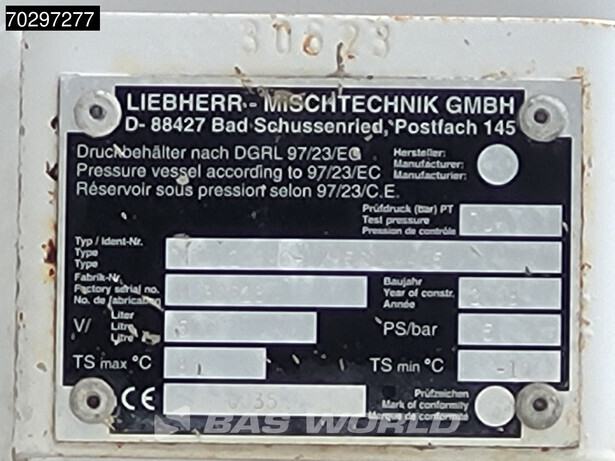 70297277
30623
LIEBHERR - MISCHTECHNIK GMBH
D- 88427 Bad Schussenried, Postfach 145
Druckbehälter nach DGRL 97/23/EG
Pressure vessel according to 97/23/EC
Réservoir sous pression selon 97/23/C.E.
Hersteller:
Manufacturer:
Manufacturier:
Prüfdruck (bar) PT
Test pressure
Pression de contrôle
Typ / Ident-Nr.
Type
Type
Fabrik-Nr.
Factory serial no.
No. de fabrication
Baujahr
Year of constr.
Année
V/
Liter
Litre
Litre
PS/bar
TS max °C
TS min °C
CE
Prüfzeichen
Mark of conformity
Marque de conformité
BAS WORLD